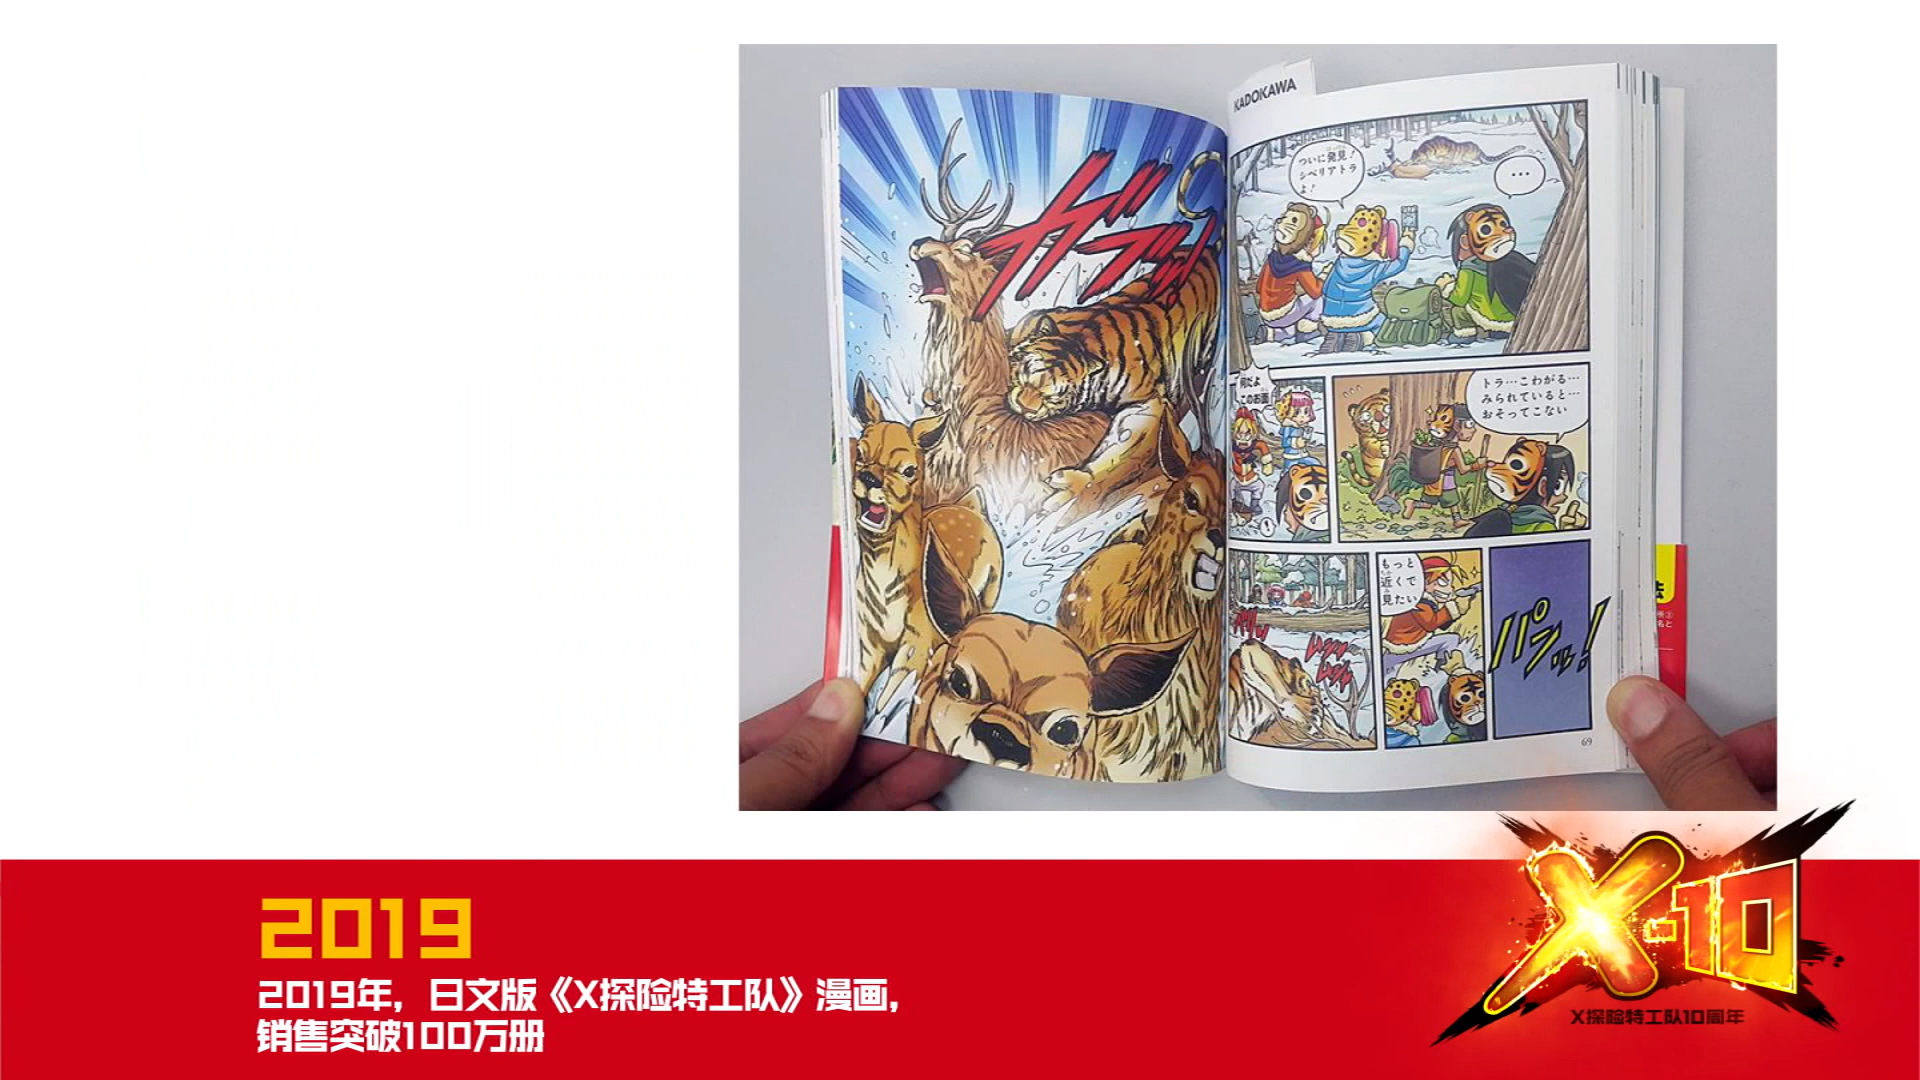 KADOKAWA
ガブッ!
ついに発見!
シベリアトラ
よ!
…
何だよ
このお面
トラ…こわがる…
みられていると…
おそってこない
もっと
近くで
見たい
パンッ!
69
2019
2019年，日文版《X探险特工队》漫画，
销售突破100万册
X-10
X探险特工队10周年